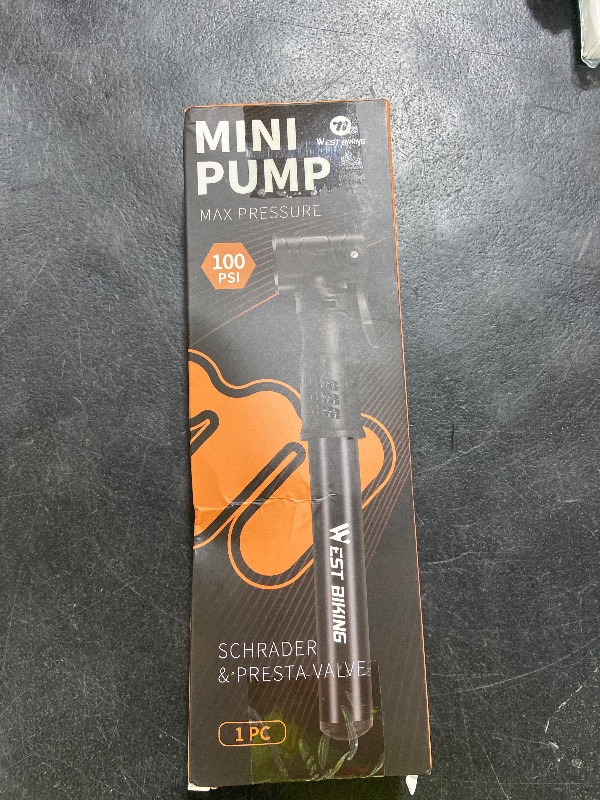 MINI
PUMP
WEST BIKING
MAX PRESSURE
100
PSI
WEST BIKING
SCHRADER
& PRESTA VALVE
1 PC